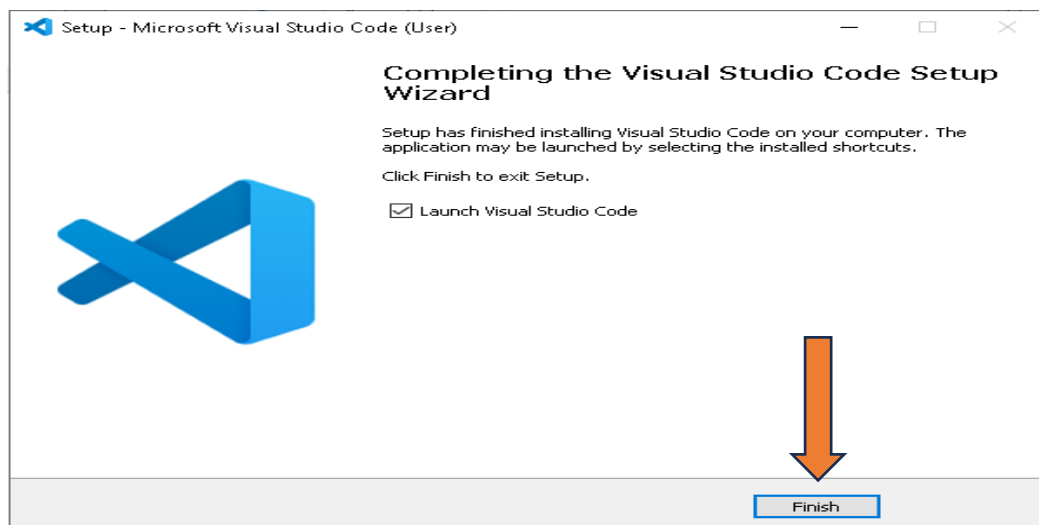 Setup - Microsoft Visual Studio Code (User)
Completing the Visual Studio Code Setup
Wizard
Setup has finished installing Visual Studio Code on your computer. The
application may be launched by selecting the installed shortcuts.
Click Finish to exit Setup.
Launch Visual Studio Code
Finish